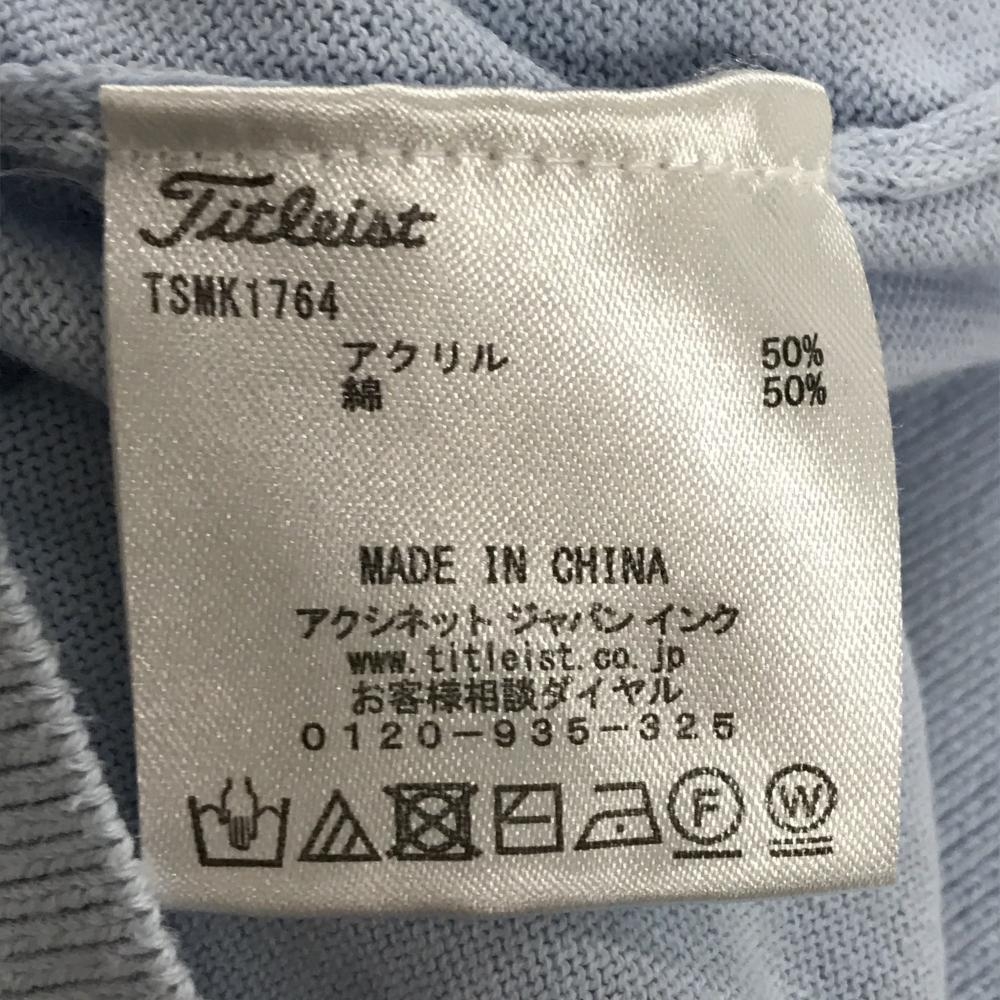 Titleist
TSMK1764
アクリル 50%
綿 50%
MADE IN CHINA
アクシネット ジャパン インク
www.titleist.co.jp
お客様相談ダイヤル
0120-935-325
F W